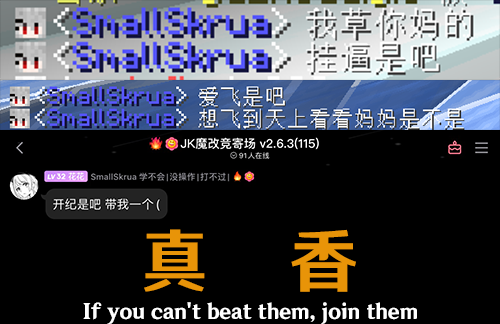 <SmallSkrua> 我草你妈的
<SmallSkrua> 挂逼是吧
<SmallSkrua> 爱飞是吧
<SmallSkrua> 想飞到天上看看妈妈是不是
JK魔改竞寄场 v2.6.3(115)
91人在线
LV32 花花 SmallSkrua 学不会|没操作|打不过|
开纪是吧 带我一个 (
真 香
If you can't beat them, join them